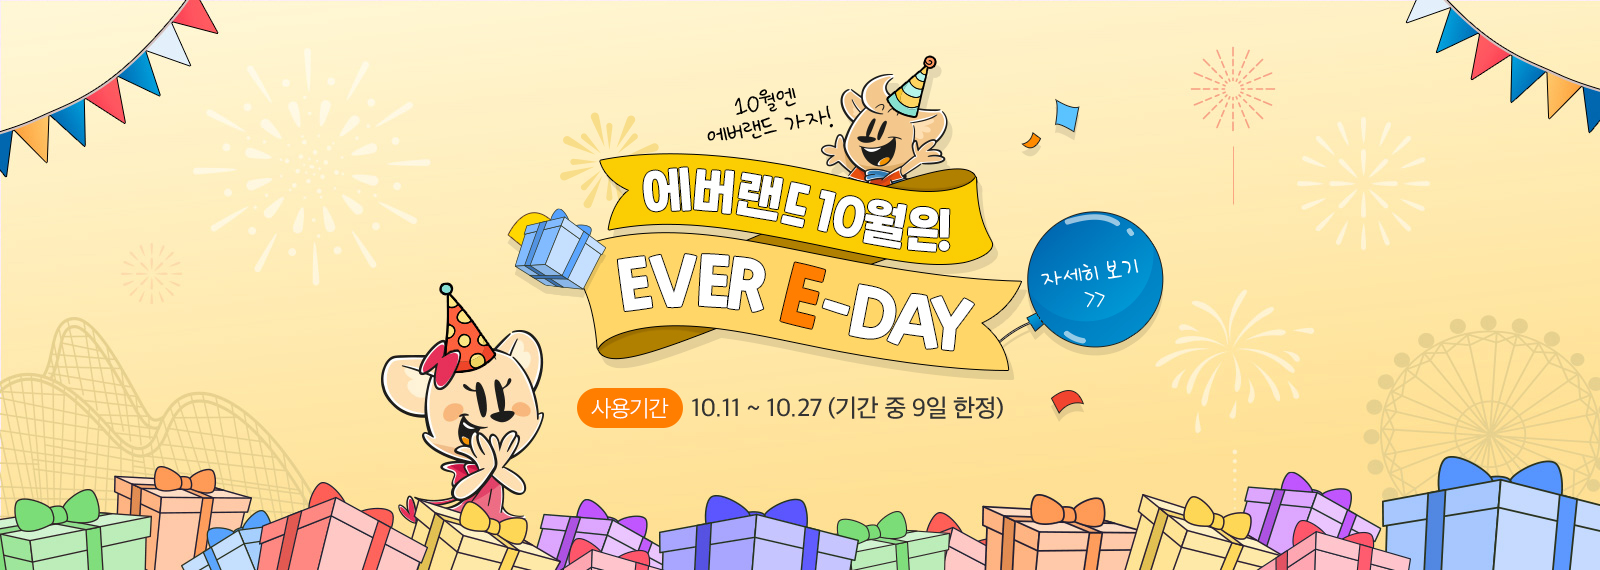 10월엔
에버랜드 가자!
에버랜드 10월은!
EVER E-DAY
자세히 보기
>>
사용기간 10.11 ~ 10.27 (기간 중 9일 한정)